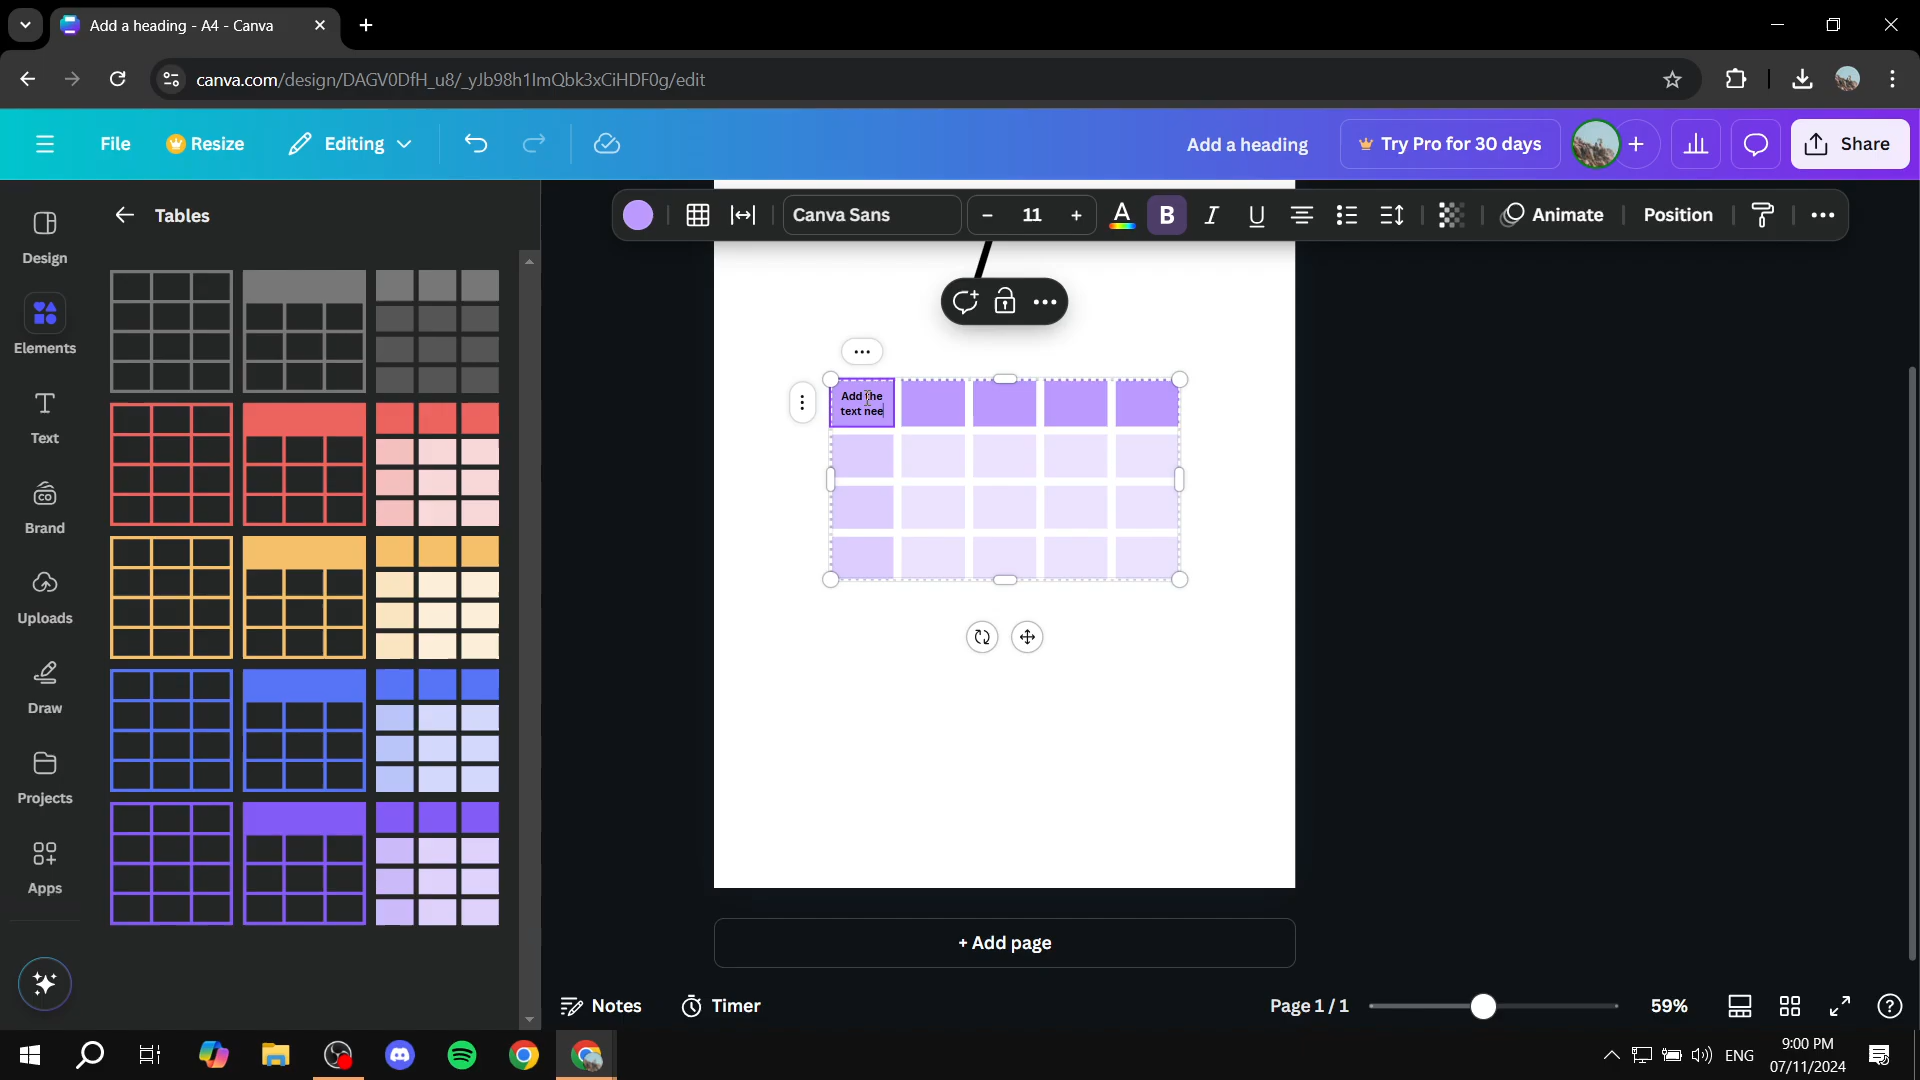 Add a heading - A4 - Canva
canva.com/design/DAGV0DfH_u8/_yJb98h1ImQbk3xCiHDF0g/edit
File
Resize
Editing
Add a heading
Try Pro for 30 days
Share
Tables
Canva Sans
11
A
B
I
U
Animate
Position
Design
Elements
Text
Brand
Uploads
Draw
Projects
Apps
Add the
text nee
+ Add page
Notes
Timer
Page 1 / 1
59%
ENG
9:00 PM
07/11/2024